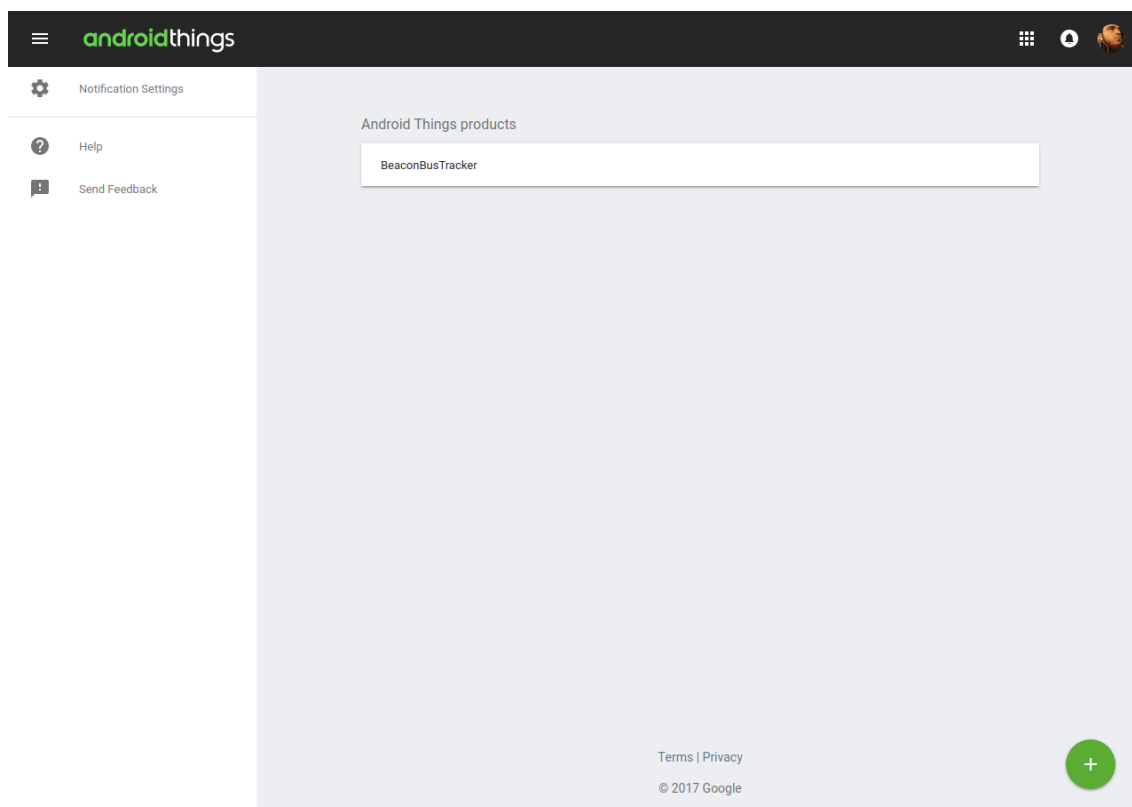 androidthings
Notification Settings
Help
Send Feedback
Android Things products
BeaconBusTracker
Terms | Privacy
© 2017 Google